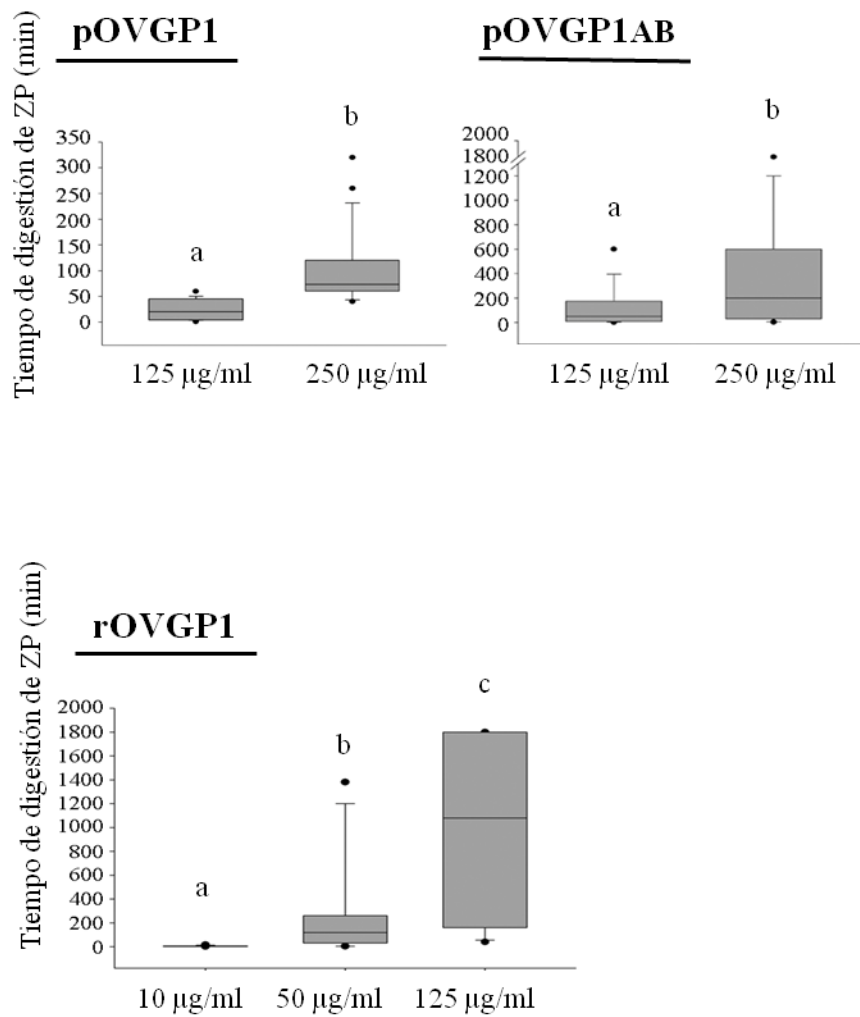 pOVGP1
pOVGP1AB
Tiempo de digestión de ZP (min)
350
300
250
200
150
100
50
0
a
b
125 µg/ml
250 µg/ml
2000
1800
1200
1000
800
600
400
200
0
a
b
125 µg/ml
250 µg/ml
rOVGP1
Tiempo de digestión de ZP (min)
2000
1800
1600
1400
1200
1000
800
600
400
200
0
a
b
c
10 µg/ml
50 µg/ml
125 µg/ml